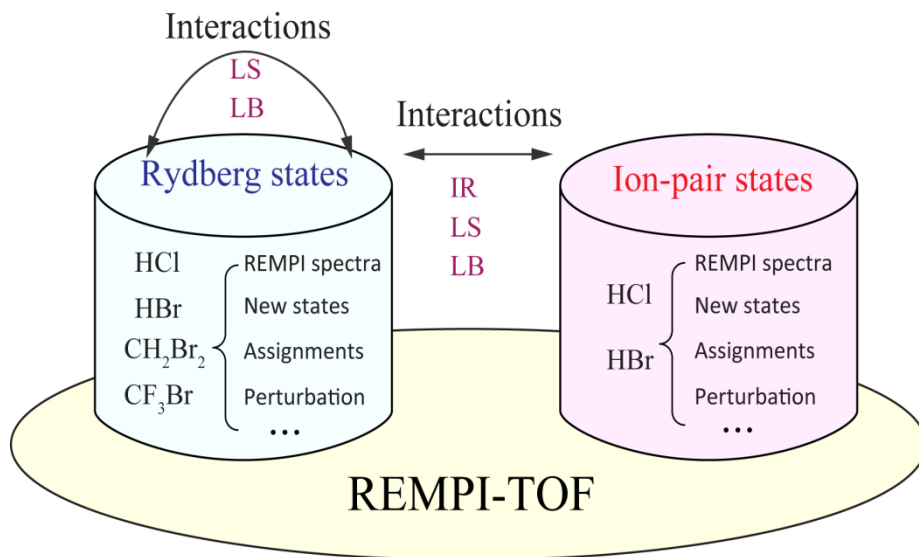 Interactions
LS
LB
Interactions
IR
LS
LB
Rydberg states
HCl
HBr
CH₂Br₂
CF₃Br
REMPI spectra
New states
Assignments
Perturbation
...
Ion-pair states
HCl
HBr
REMPI spectra
New states
Assignments
Perturbation
...
REMPI-TOF